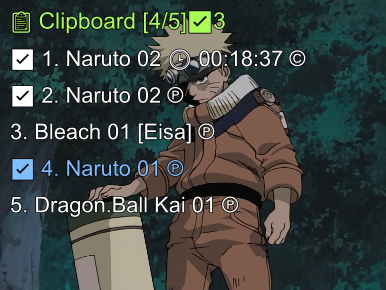 📋 Clipboard [4/5]✅3
✅ 1. Naruto 02 🕒 00:18:37 ©
✅ 2. Naruto 02 Ⓟ
3. Bleach 01 [Eisa] Ⓟ
✅ 4. Naruto 01 Ⓟ
5. Dragon.Ball Kai 01 Ⓟ